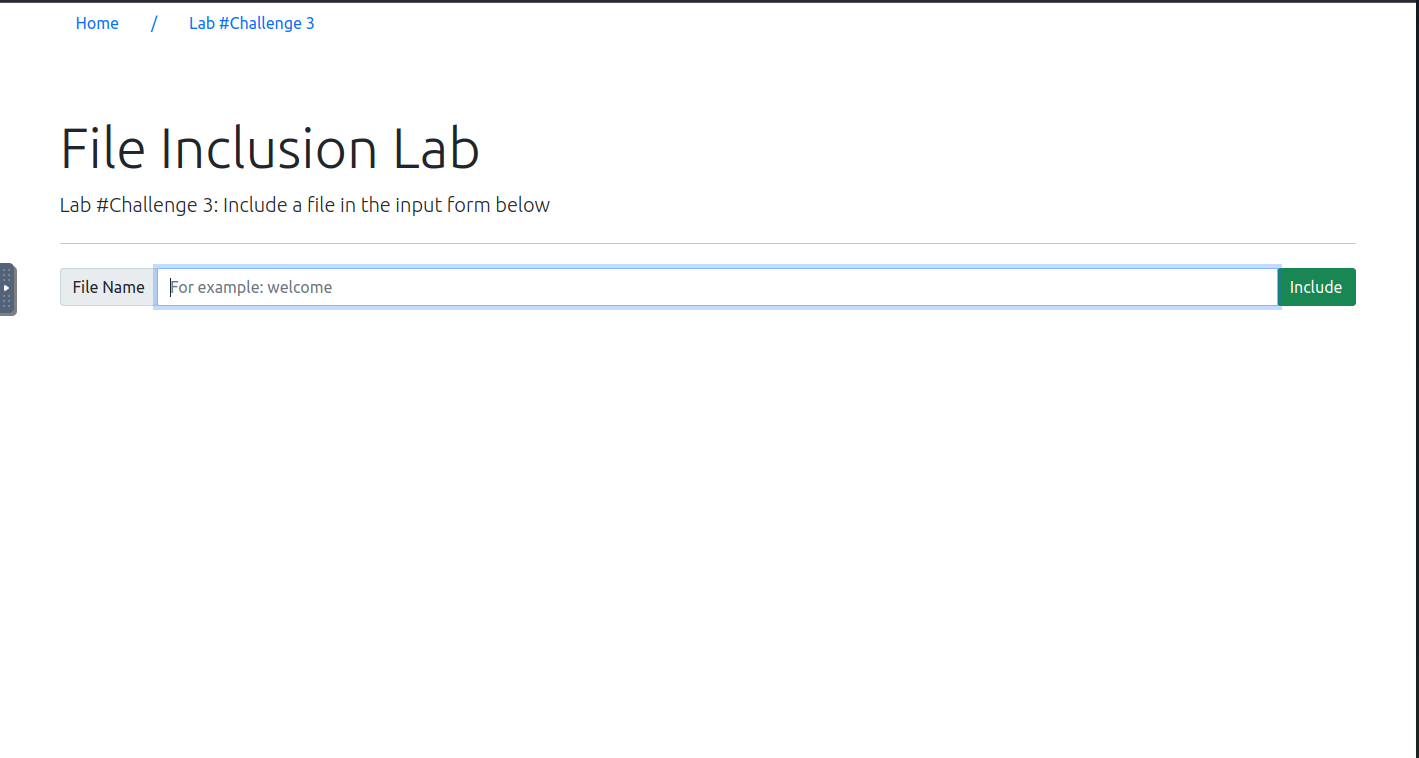 Home / Lab #Challenge 3
File Inclusion Lab
Lab #Challenge 3: Include a file in the input form below
File Name For example: welcome Include